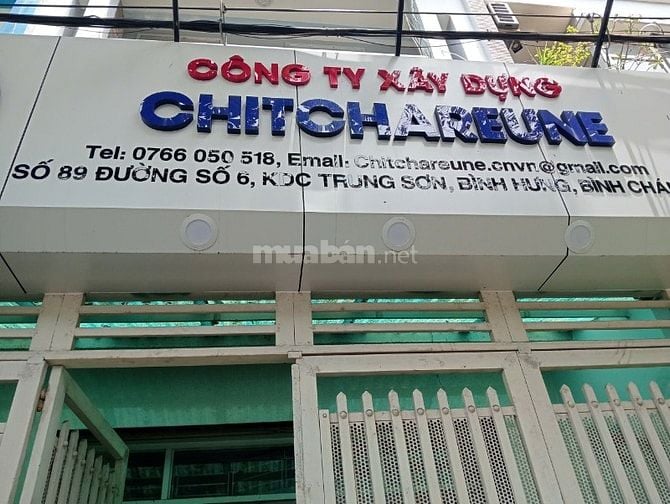 CÔNG TY XÂY DỰNG
CHITCHAREUNE
Tel: 0766 050 518, Email: Chitchareune.cnvn@gmail.com
SỐ 89 ĐƯỜNG SỐ 6, KDC TRUNG SƠN, BÌNH HƯNG, BÌNH CHÁ
muabán.net